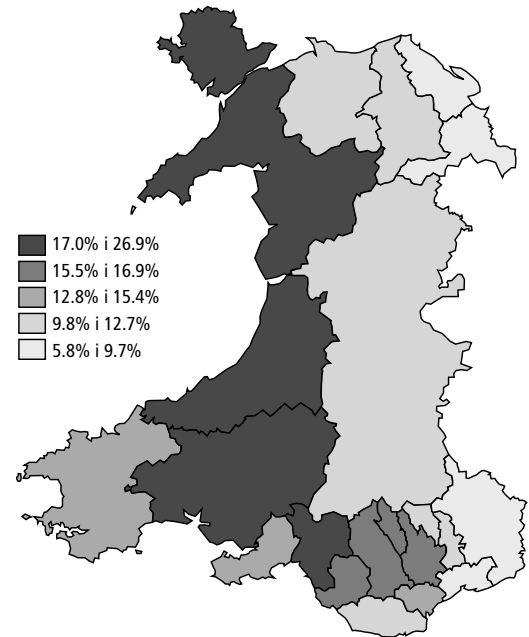 17.0% i 26.9%
15.5% i 16.9%
12.8% i 15.4%
9.8% i 12.7%
5.8% i 9.7%